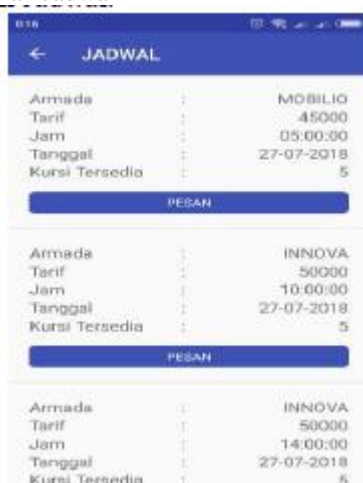 0:16
← JADWAL
Armada : MOBILIO
Tarif : 45000
Jam : 05:00:00
Tanggal : 27-07-2018
Kursi Tersedia : 5
PESAN
Armada : INNOVA
Tarif : 50000
Jam : 10:00:00
Tanggal : 27-07-2018
Kursi Tersedia : 5
PESAN
Armada : INNOVA
Tarif : 50000
Jam : 14:00:00
Tanggal : 27-07-2018
Kursi Tersedia : 5